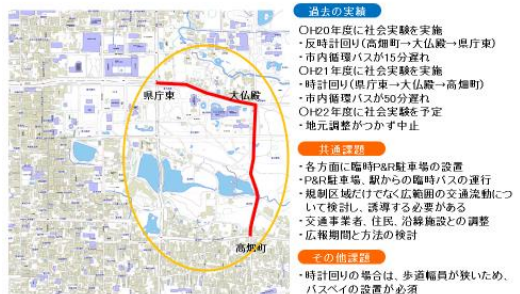 過去の実績
〇H20年度に社会実験を実施
・反時計回り(高畑町→大仏殿→県庁東)
・市内循環バスが15分遅れ
〇H21年度に社会実験を実施
・時計回り(県庁東→大仏殿→高畑町)
・市内循環バスが50分遅れ
〇H22年度に社会実験を予定
・地元調整がつかず中止
共通課題
・各方面に臨時P&R駐車場の設置
・P&R駐車場、駅からの臨時バスの運行
・規制区域だけでなく広範囲の交通流動につ
いて検討し、誘導する必要がある
・交通事業者、住民、沿線施設との調整
・広報期間と方法の検討
その他課題
・時計回りの場合は、歩道幅員が狭いため、
バスベイの設置が必須
県庁東
大仏殿
高畑町